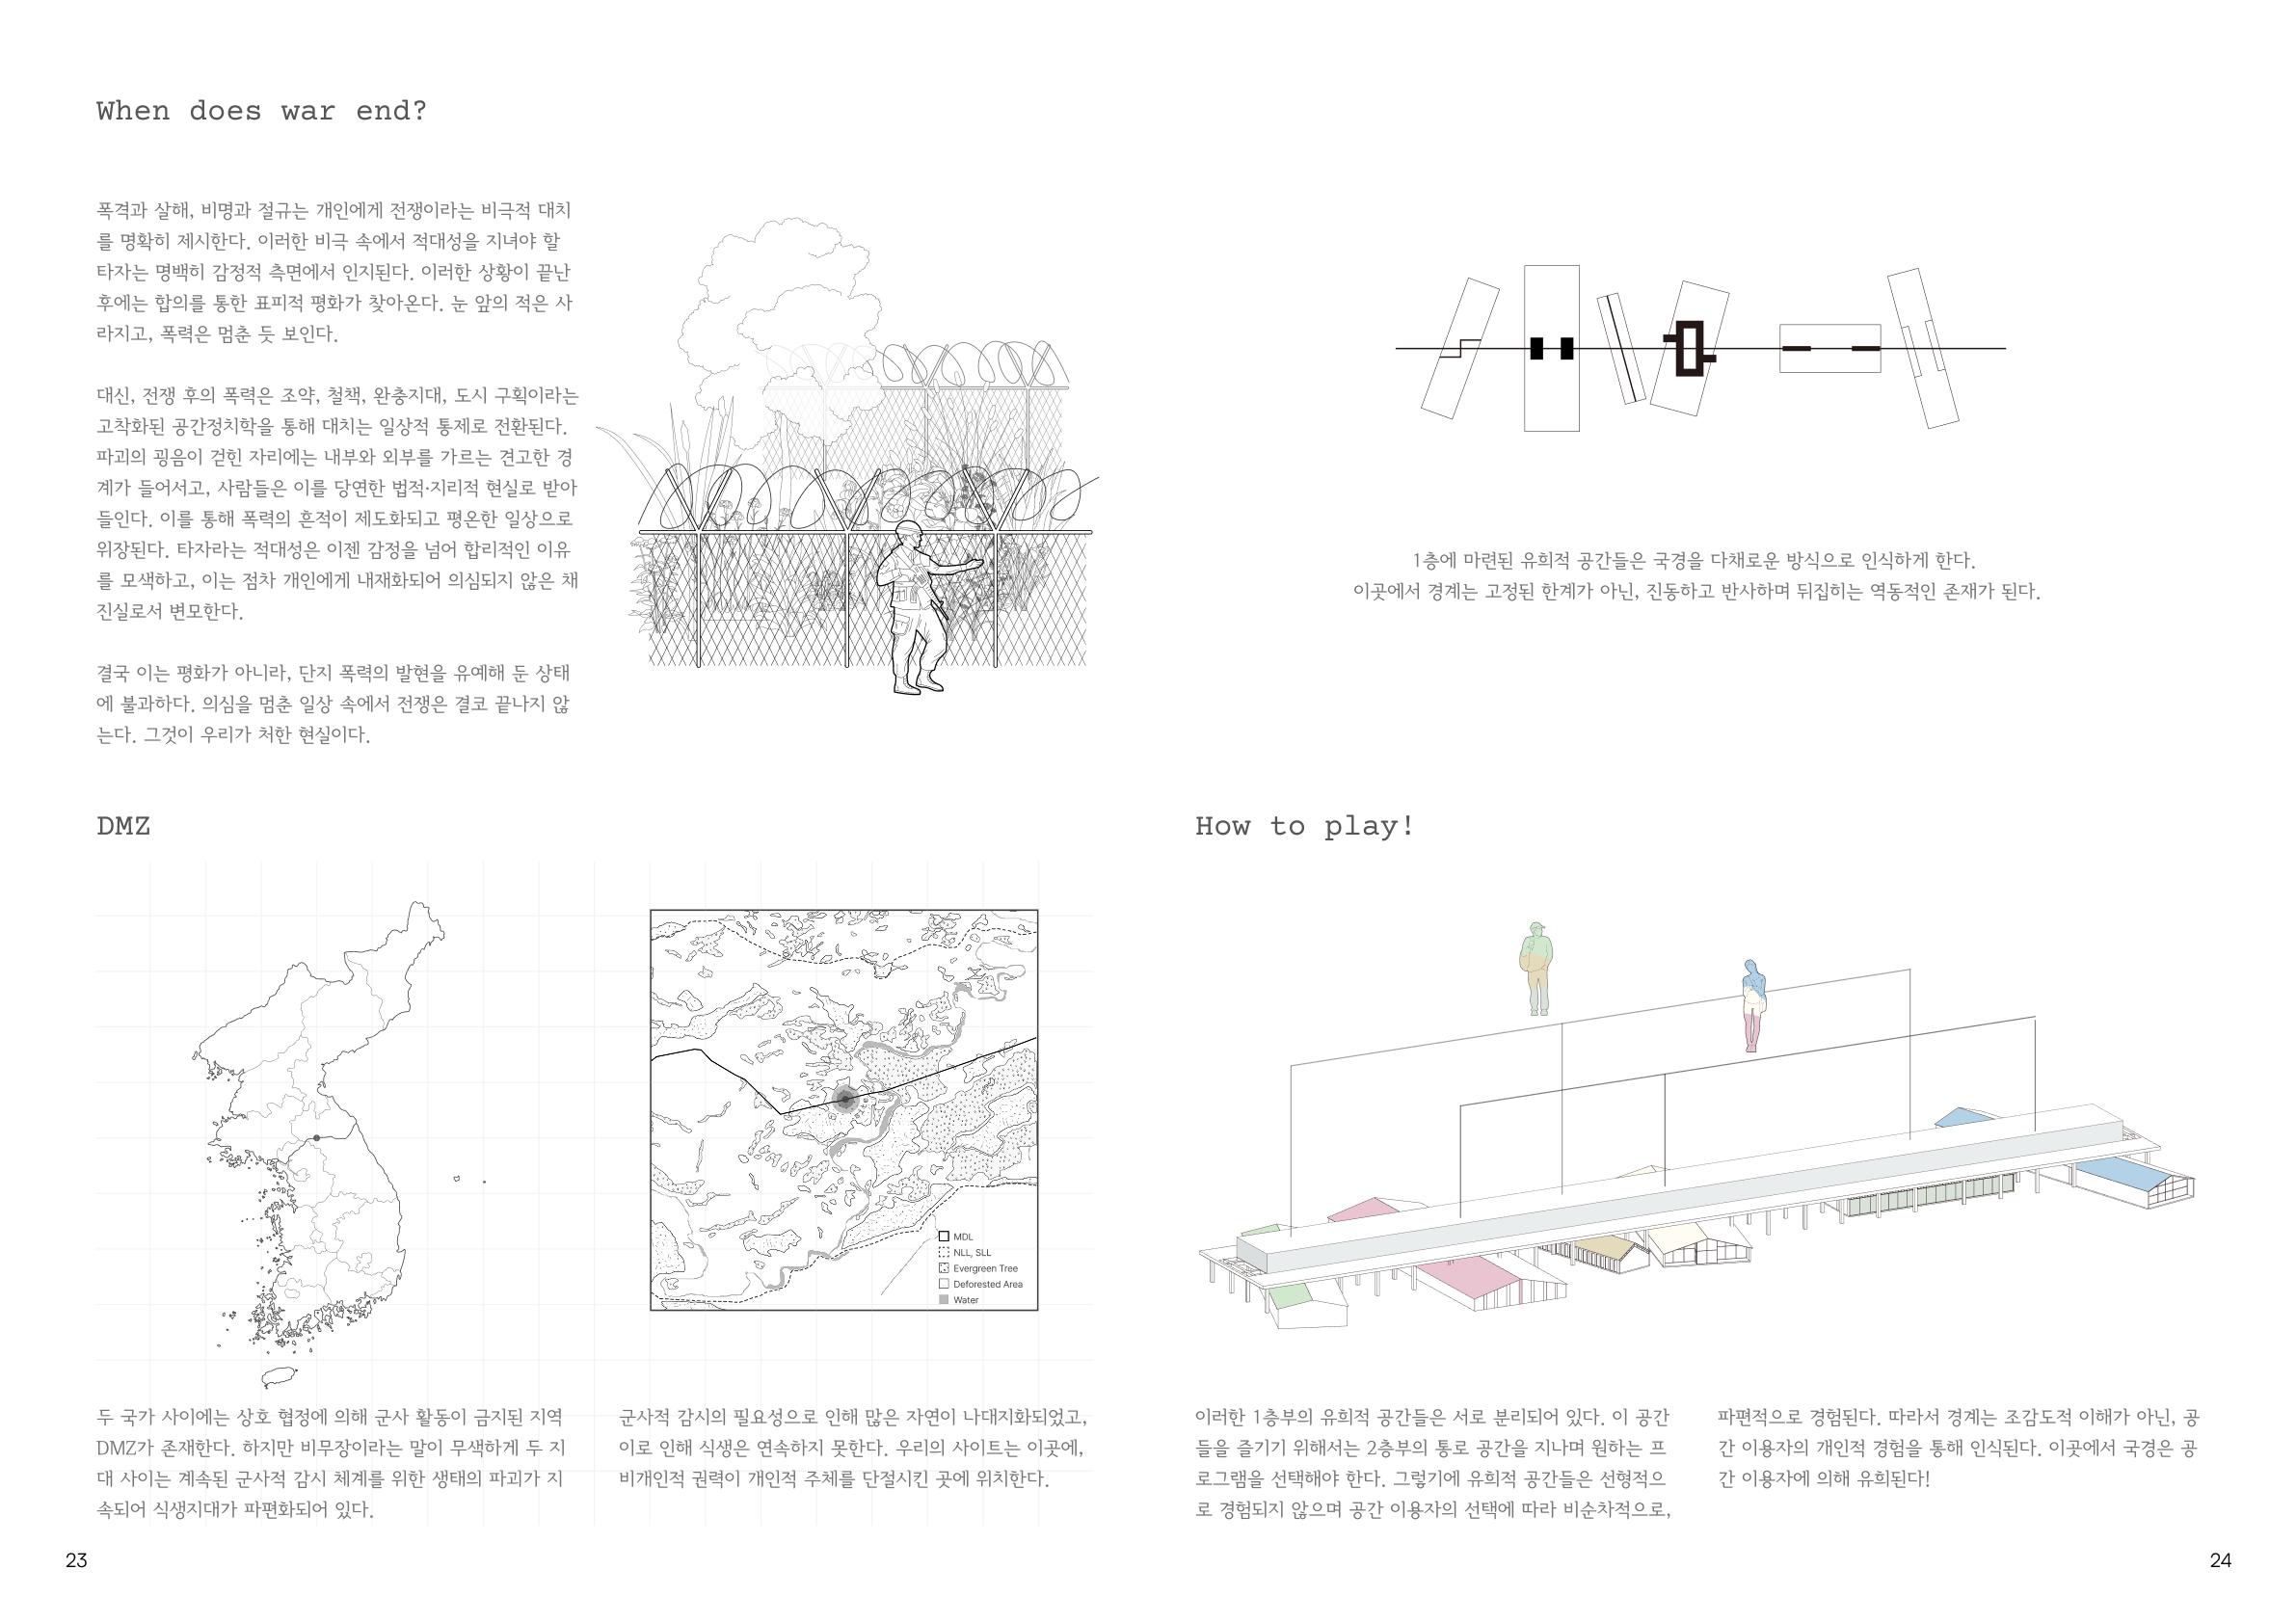 When does war end?
폭격과 살해, 비명과 절규는 개인에게 전쟁이라는 비극적 대치
를 명확히 제시한다. 이러한 비극 속에서 적대성을 지녀야 할
타자는 명백히 감정적 측면에서 인지된다. 이러한 상황이 끝난
후에는 합의를 통한 표피적 평화가 찾아온다. 눈 앞의 적은 사
라지고, 폭력은 멈춘 듯 보인다.
대신, 전쟁 후의 폭력은 조약, 철책, 완충지대, 도시 구획이라는
고착화된 공간정치학을 통해 대치는 일상적 통제로 전환된다.
파괴의 굉음이 걷힌 자리에는 내부와 외부를 가르는 견고한 경
계가 들어서고, 사람들은 이를 당연한 법적·지리적 현실로 받아
들인다. 이를 통해 폭력의 흔적이 제도화되고 평온한 일상으로
위장된다. 타자라는 적대성은 이젠 감정을 넘어 합리적인 이유
를 모색하고, 이는 점차 개인에게 내재화되어 의심되지 않은 채
진실로서 변모한다.
결국 이는 평화가 아니라, 단지 폭력의 발현을 유예해 둔 상태
에 불과하다. 의심을 멈춘 일상 속에서 전쟁은 결코 끝나지 않
는다. 그것이 우리가 처한 현실이다.
DMZ
MDL
NLL, SLL
Evergreen Tree
Deforested Area
Water
두 국가 사이에는 상호 협정에 의해 군사 활동이 금지된 지역
DMZ가 존재한다. 하지만 비무장이라는 말이 무색하게 두 지
대 사이는 계속된 군사적 감시 체계를 위한 생태의 파괴가 지
속되어 식생지대가 파편화되어 있다.
군사적 감시의 필요성으로 인해 많은 자연이 나대지화되었고,
이로 인해 식생은 연속하지 못한다. 우리의 사이트는 이곳에,
비개인적 권력이 개인적 주체를 단절시킨 곳에 위치한다.
23
1층에 마련된 유희적 공간들은 국경을 다채로운 방식으로 인식하게 한다.
이곳에서 경계는 고정된 한계가 아닌, 진동하고 반사하며 뒤집히는 역동적인 존재가 된다.
How to play!
이러한 1층부의 유희적 공간들은 서로 분리되어 있다. 이 공간
들을 즐기기 위해서는 2층부의 통로 공간을 지나며 원하는 프
로그램을 선택해야 한다. 그렇기에 유희적 공간들은 선형적으
로 경험되지 않으며 공간 이용자의 선택에 따라 비순차적으로,
파편적으로 경험된다. 따라서 경계는 조감도적 이해가 아닌, 공
간 이용자의 개인적 경험을 통해 인식된다. 이곳에서 국경은 공
간 이용자에 의해 유희된다!
24